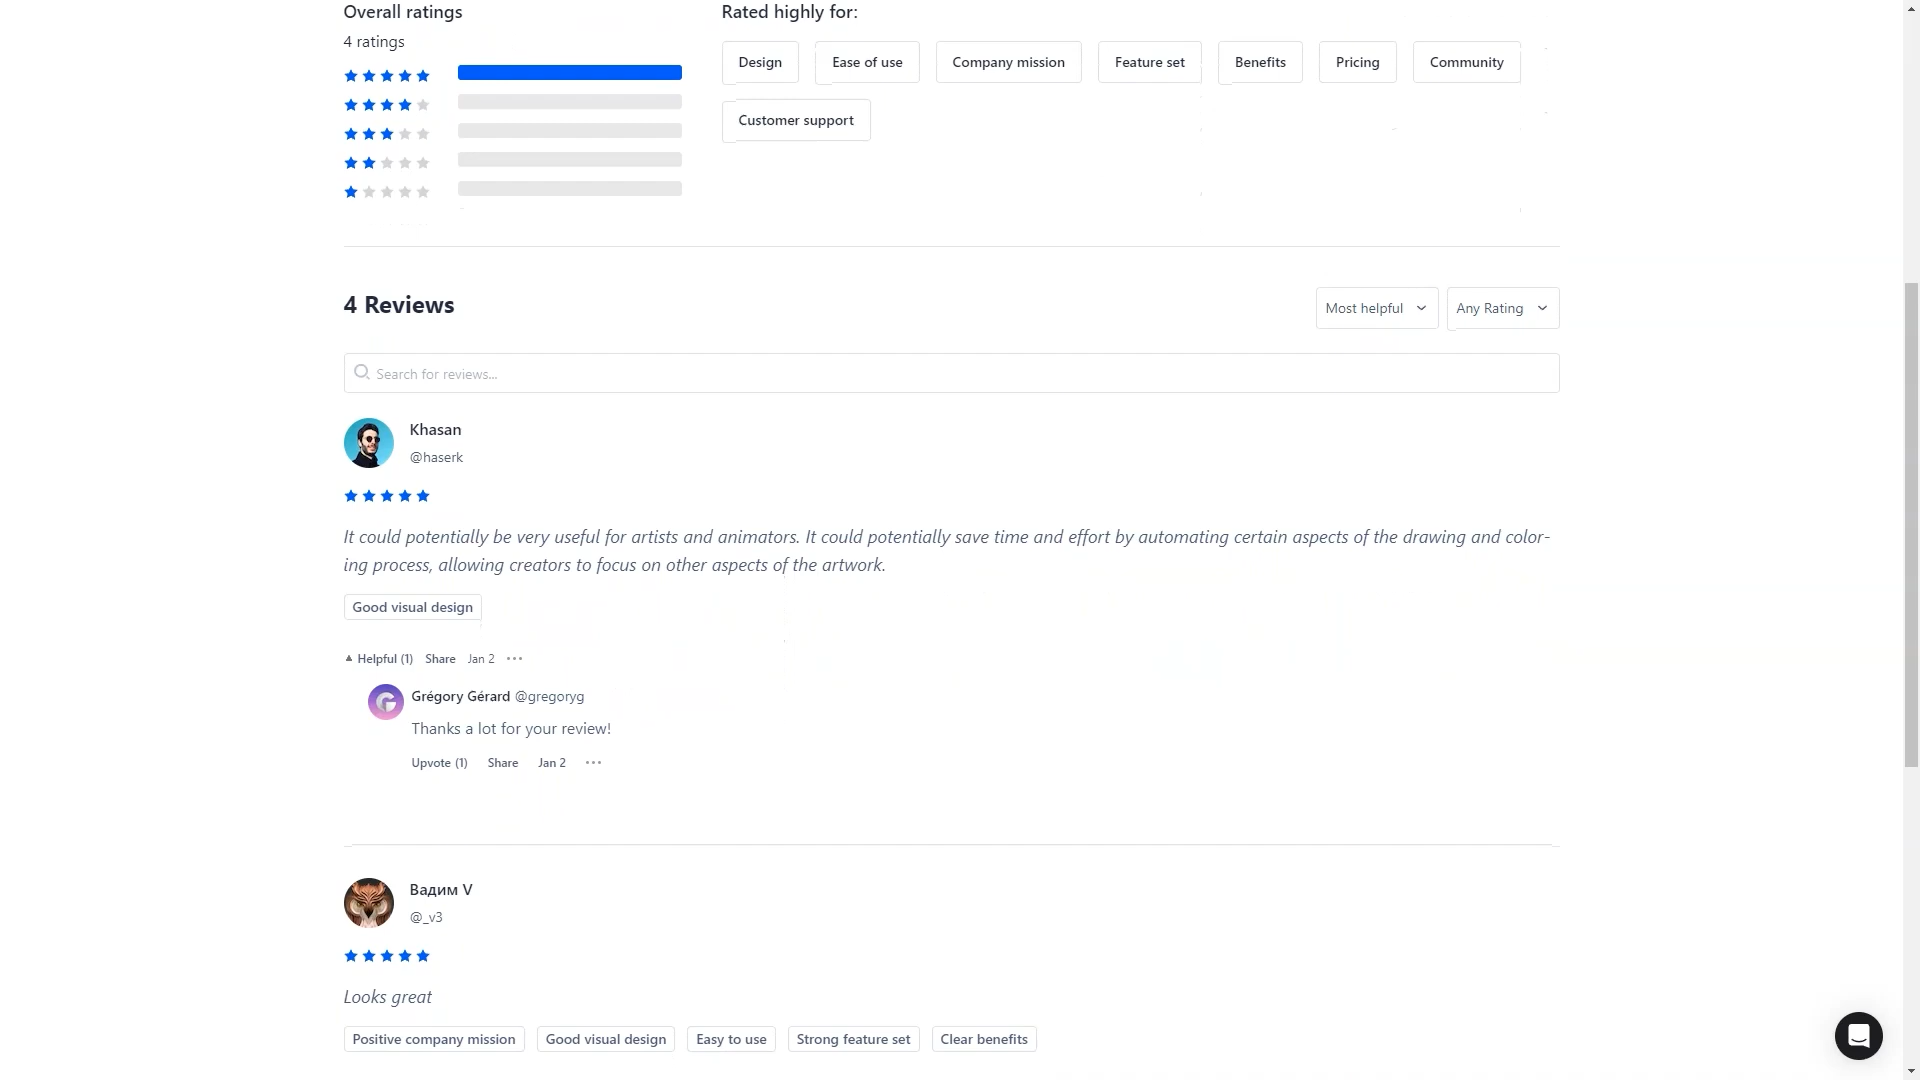 Overall ratings
Rated highly for:
4 ratings
Design
Ease of use
Company mission
Feature set
Benefits
Pricing
Community
Customer support
4 Reviews
Most helpful
Any Rating
Search for reviews...
Khasan
@haserk
It could potentially be very useful for artists and animators. It could potentially save time and effort by automating certain aspects of the drawing and color-
ing process, allowing creators to focus on other aspects of the artwork.
Good visual design
Helpful (1) Share Jan 2
Grégory Gérard @gregoryg
Thanks a lot for your review!
Upvote (1) Share Jan 2
Вадим V
@_v3
Looks great
Positive company mission
Good visual design
Easy to use
Strong feature set
Clear benefits